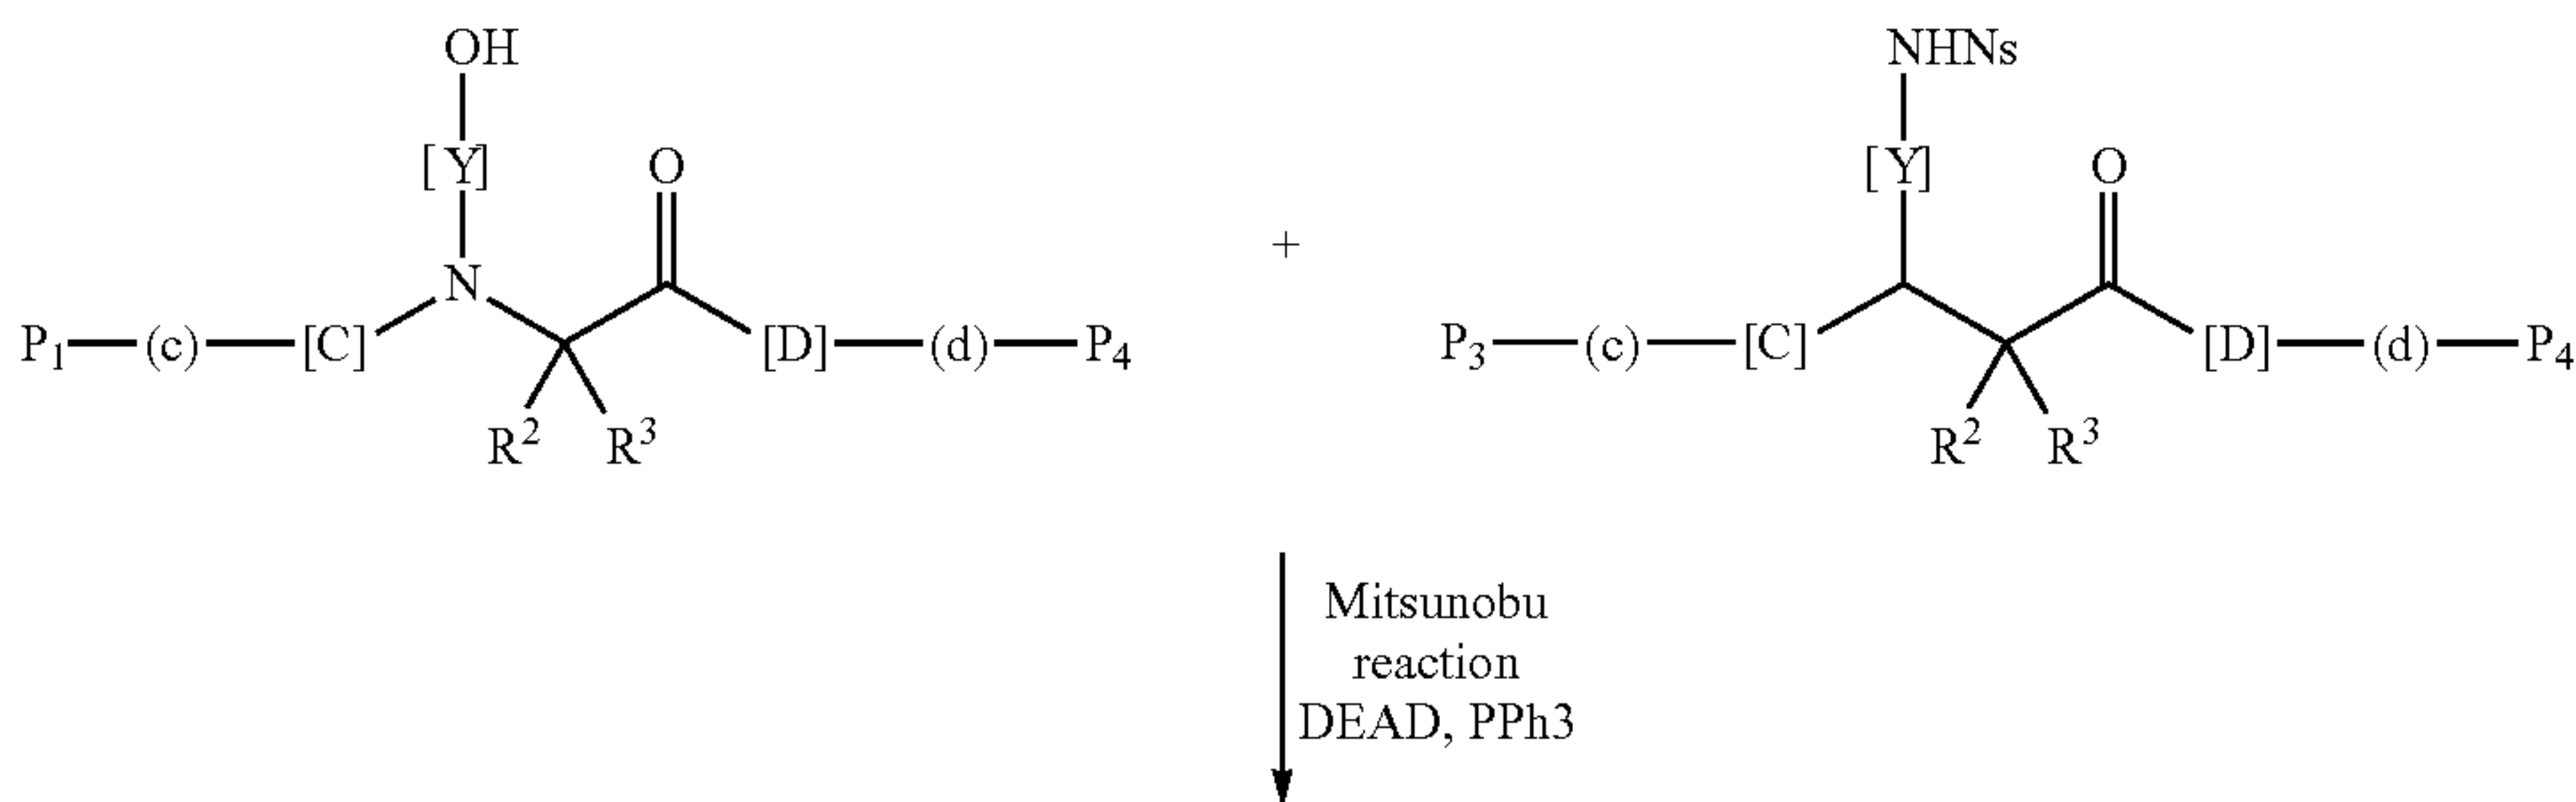 OH NHNs
[Y] O [Y] O
+
N
P1—(c)—[C] [D]—(d)—P4 P3—(c)—[C] [D]—(d)—P4
R2 R3 R2 R3
Mitsunobu
reaction
DEAD, PPh3